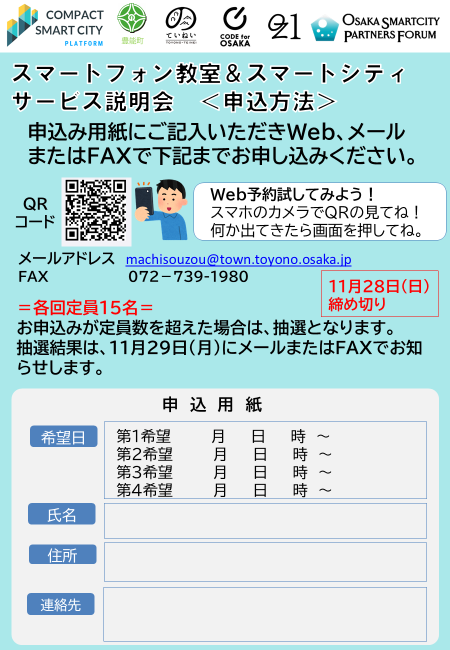 COMPACT
SMART CITY
PLATFORM
豊能町
ていねい
TOYONO-TEINEI
CODE for
OSAKA
21
OSAKA SMARTCITY
PARTNERS FORUM
スマートフォン教室＆スマートシティ
サービス説明会　＜申込方法＞
申込み用紙にご記入いただきWeb、メール
またはFAXで下記までお申し込みください。
QR
コード
Web予約試してみよう！
スマホのカメラでQRの見てね！
何か出てきたら画面を押してね。
メールアドレス　machisouzou@town.toyono.osaka.jp
FAX　　　　　　072－739-1980
11月28日（日）
締め切り
＝各回定員15名＝
お申込みが定員数を超えた場合は、抽選となります。
抽選結果は、11月29日（月）にメールまたはFAXでお知
らせします。
申 込 用 紙
希望日
第1希望　　　月　　日　　時　～
第2希望　　　月　　日　　時　～
第3希望　　　月　　日　　時　～
第4希望　　　月　　日　　時　～
氏名
住所
連絡先